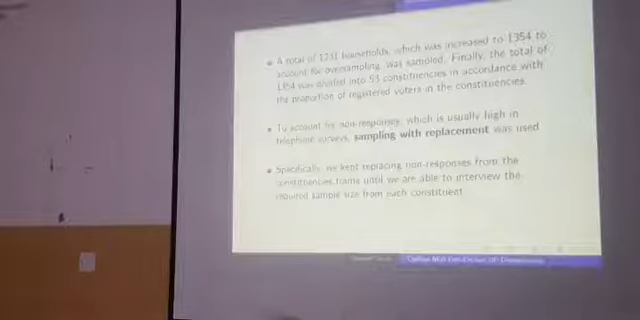 A total of 1231 households, which was increased to 1354 to
account for oversampling, was sampled. Finally, the total of
1354 was divided into 53 constituencies in accordance with
the proportion of registered voters in the constituencies.
To account for non-responses, which is usually high in
telephone surveys, sampling with replacement was used
Specifically, we kept replacing non-responses from the
constituencies frame until we are able to interview the
required sample size from each constituent